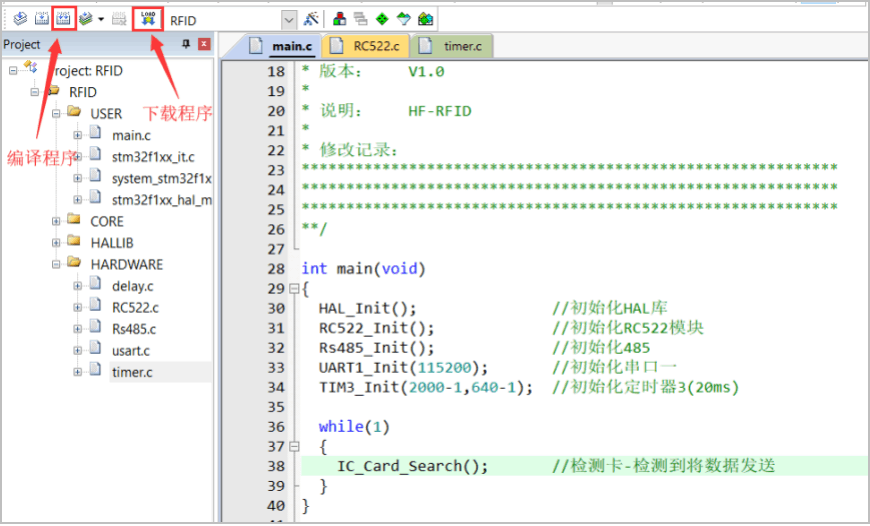 LOAD
RFID
Project
main.c
RC522.c
timer.c
roject: RFID
RFID
USER
下载程序
main.c
编译程序
stm32f1xx_it.c
system_stm32f1x
stm32f1xx_hal_m
CORE
HALLIB
HARDWARE
delay.c
RC522.c
Rs485.c
usart.c
timer.c
18 * 版本: V1.0
19 *
20 * 说明: HF-RFID
21 *
22 * 修改记录:
23 ************************************************************
24 ************************************************************
25 ************************************************************
26 **/
27
28 int main(void)
29 {
30 HAL_Init(); //初始化HAL库
31 RC522_Init(); //初始化RC522模块
32 Rs485_Init(); //初始化485
33 UART1_Init(115200); //初始化串口一
34 TIM3_Init(2000-1,640-1); //初始化定时器3(20ms)
35
36 while(1)
37 {
38 IC_Card_Search(); //检测卡-检测到将数据发送
39 }
40 }